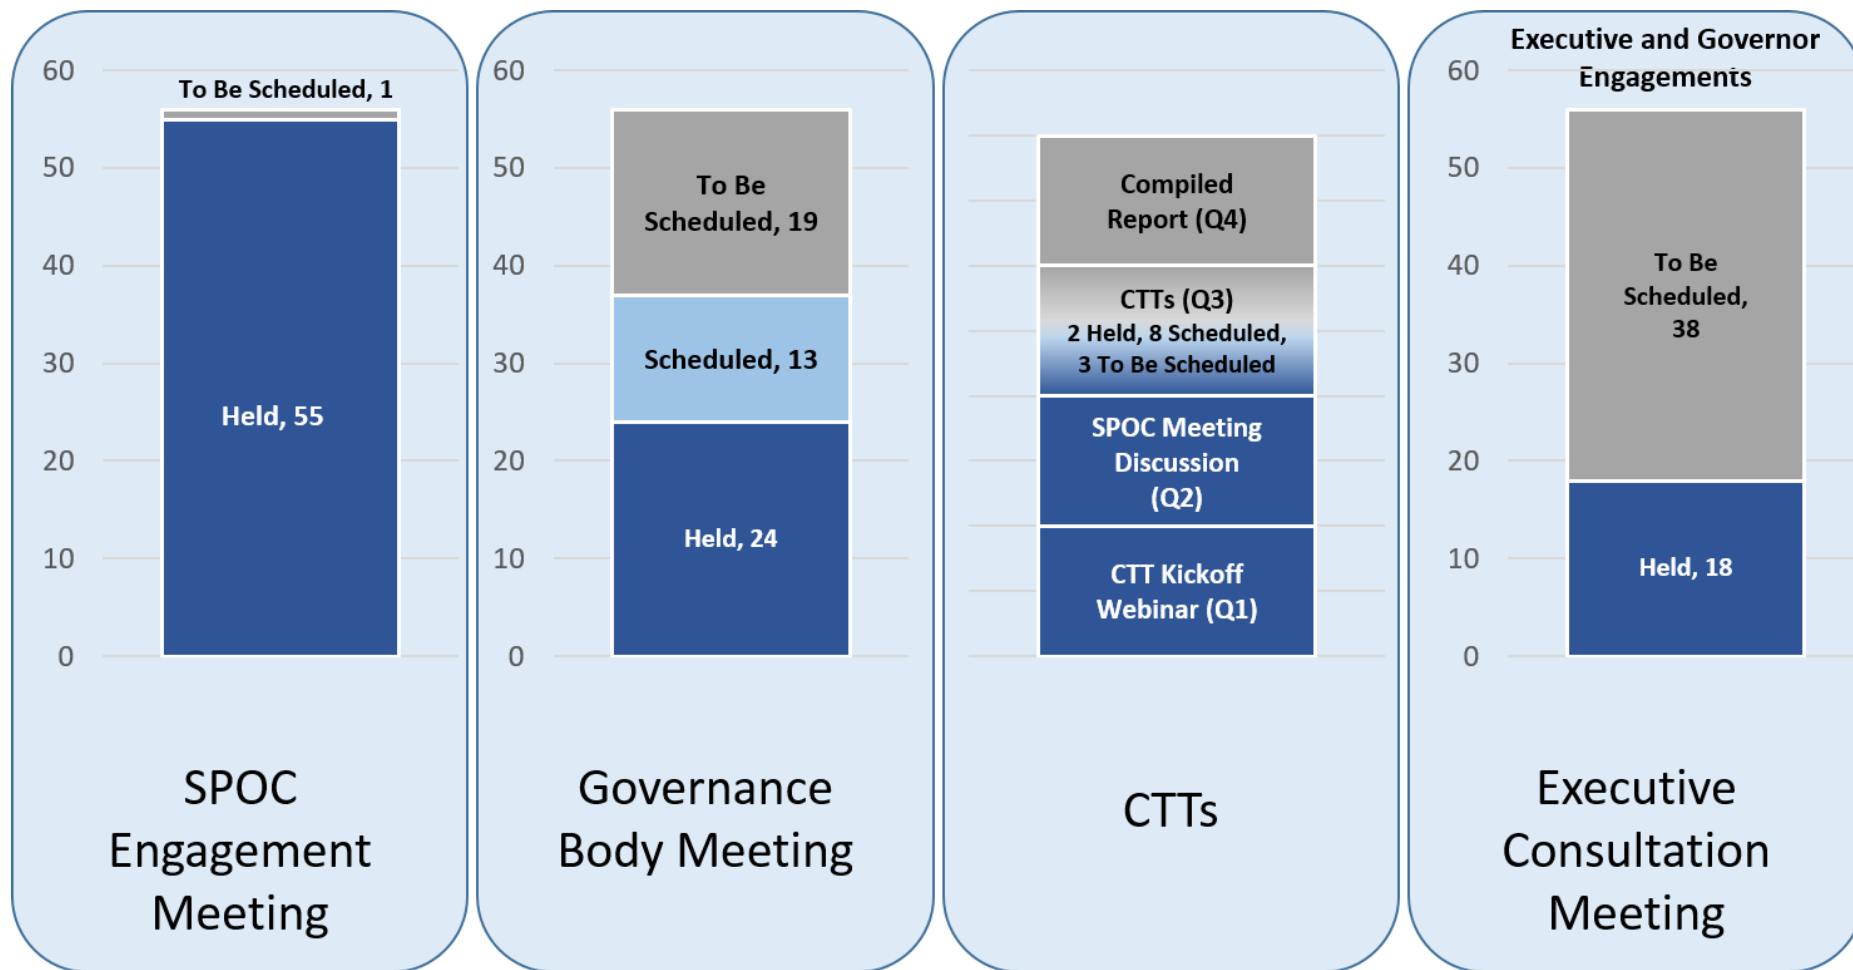 60
50
40
30
20
10
0
To Be Scheduled, 1
Held, 55
SPOC
Engagement
Meeting
60
50
40
30
20
10
0
To Be
Scheduled, 19
Scheduled, 13
Held, 24
Governance
Body Meeting
Compiled
Report (Q4)
CTTs (Q3)
2 Held, 8 Scheduled,
3 To Be Scheduled
SPOC Meeting
Discussion
(Q2)
CTT Kickoff
Webinar (Q1)
CTTs
Executive and Governor
Engagements
60
50
40
30
20
10
0
To Be
Scheduled,
38
Held, 18
Executive
Consultation
Meeting